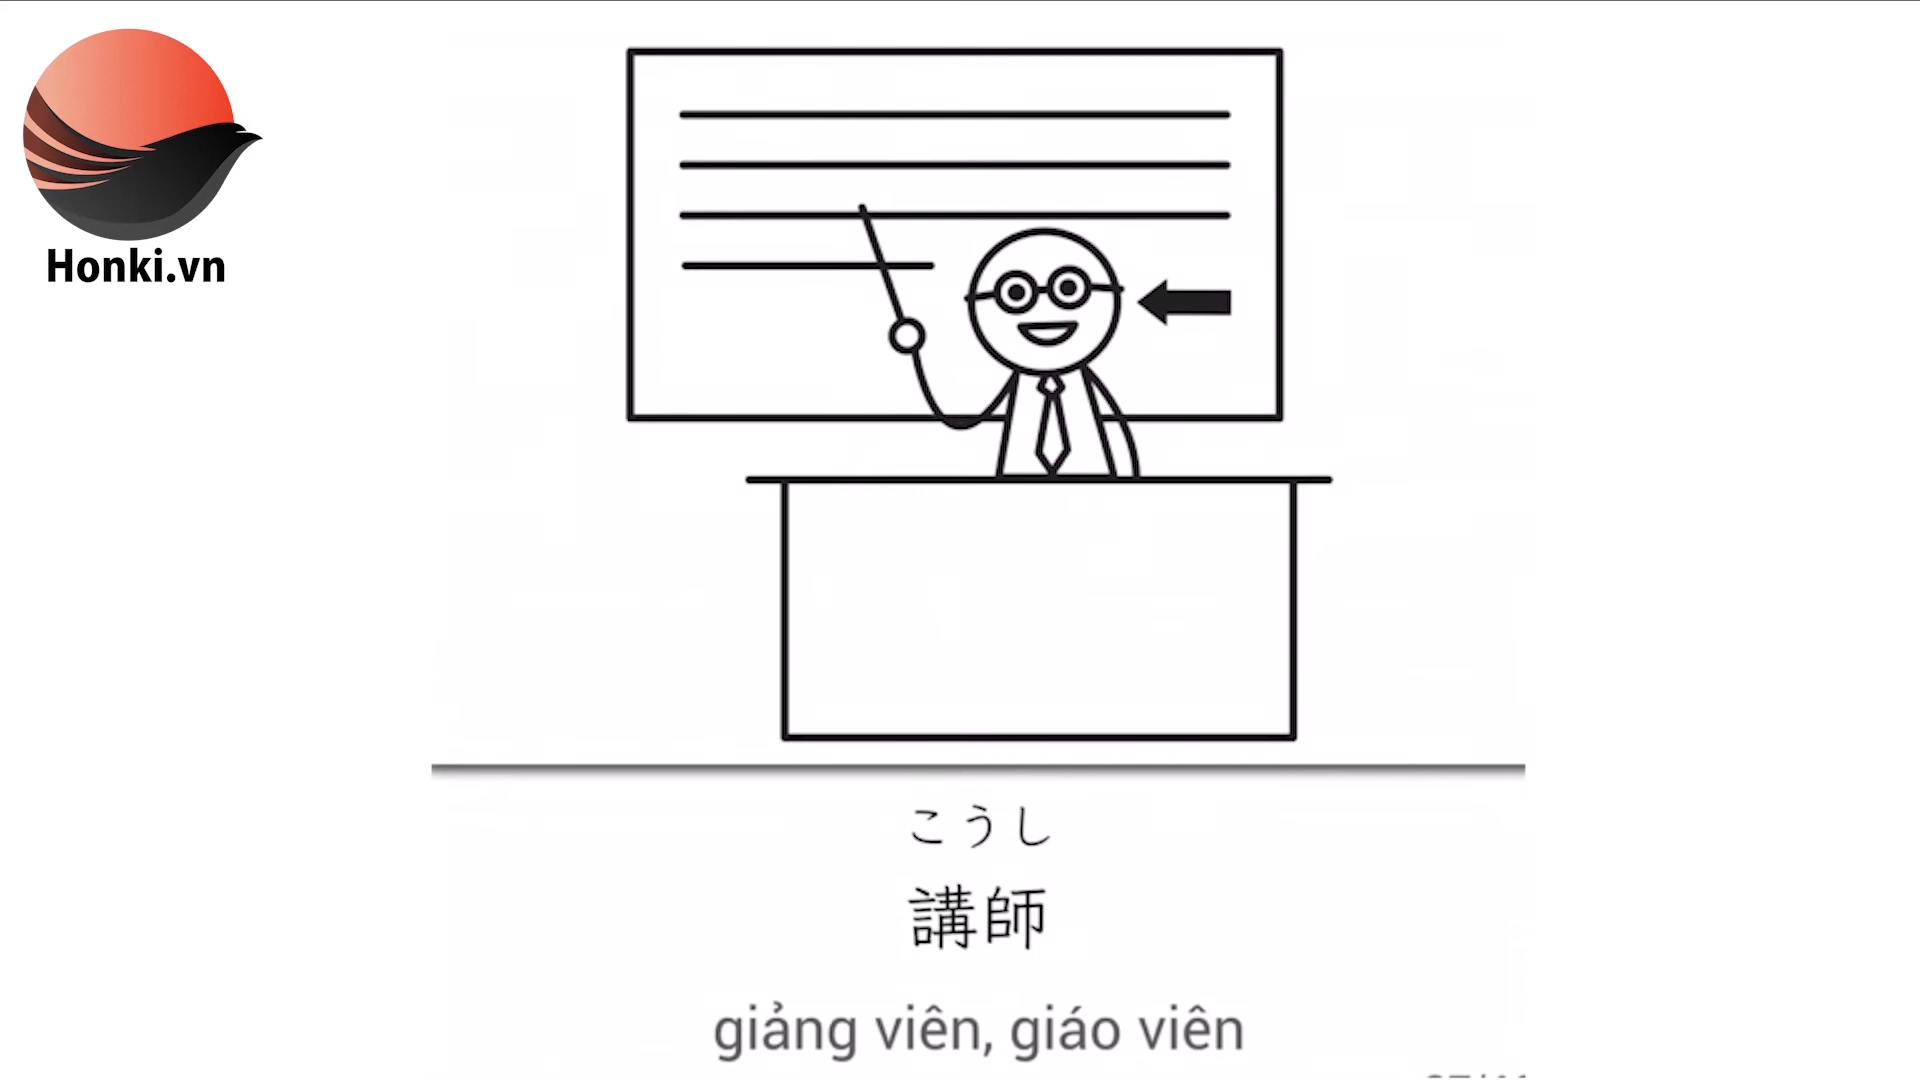 Honki.vn
こうし
講師
giảng viên, giáo viên